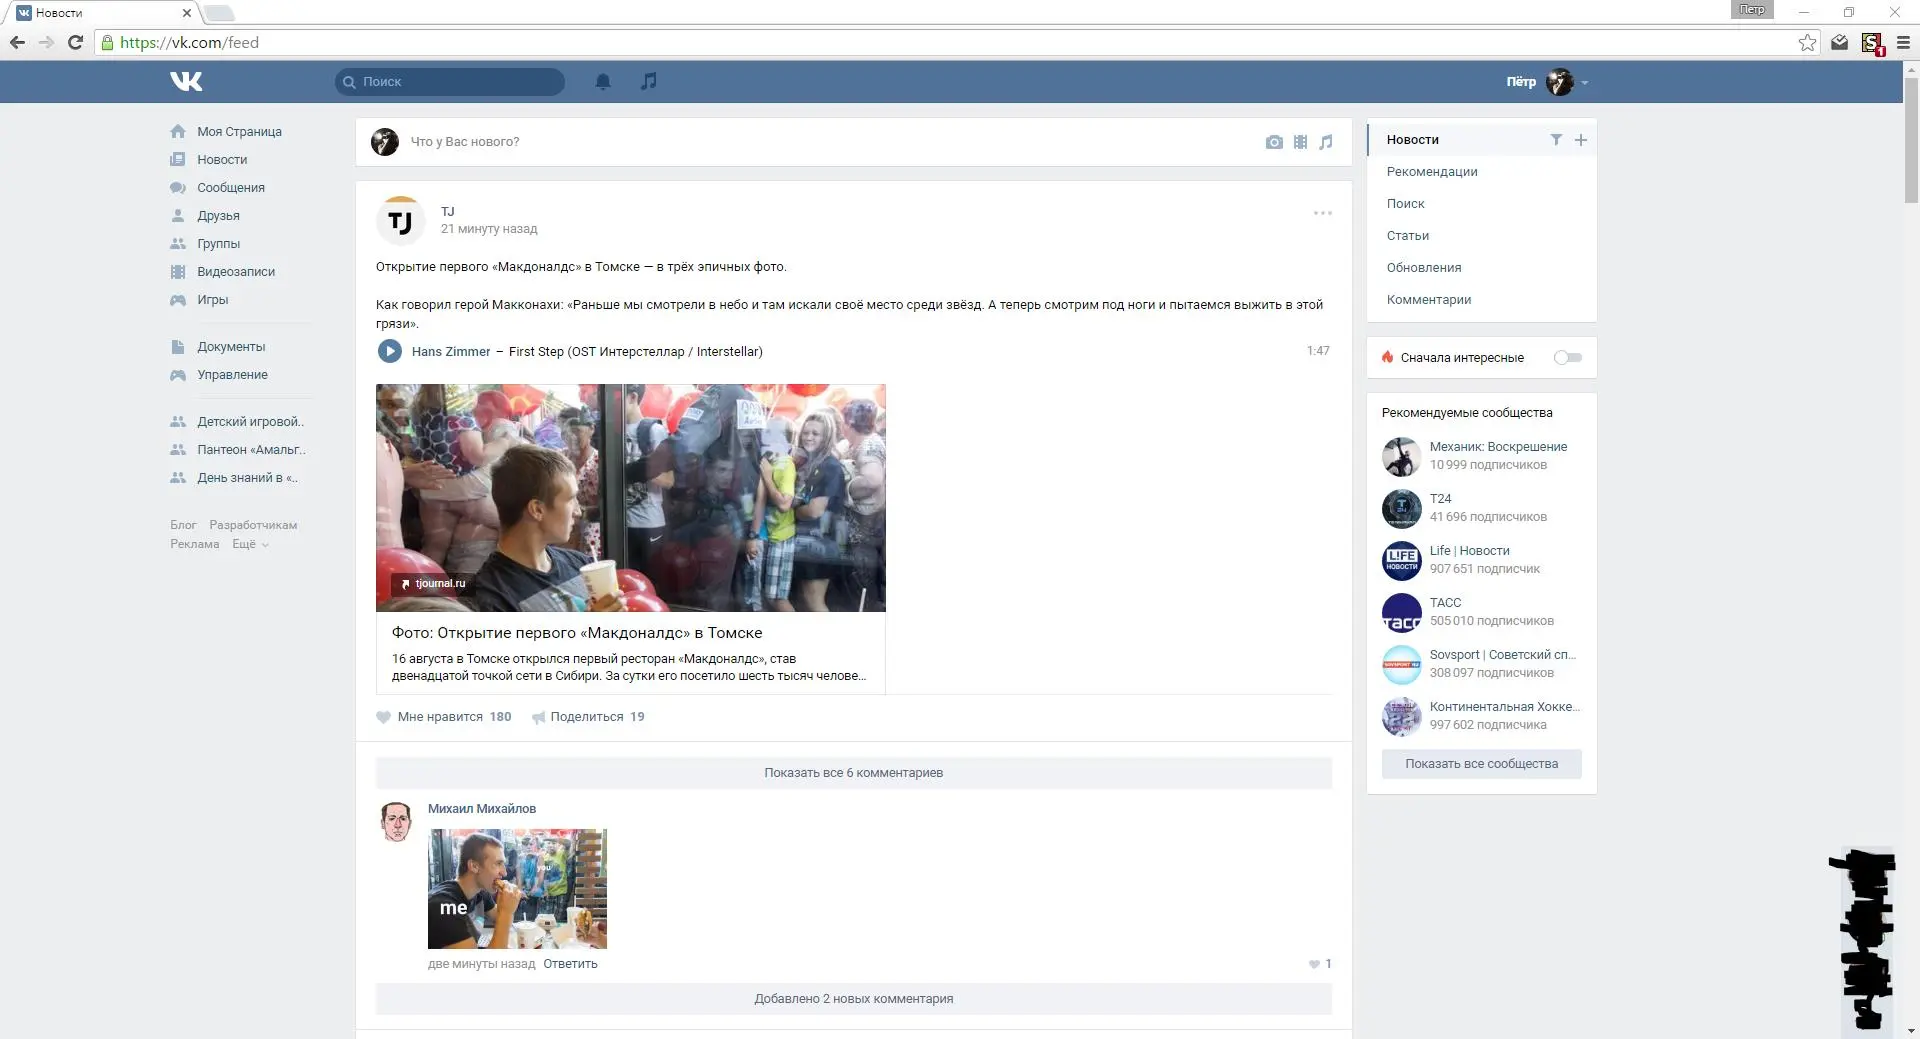 Новости
Пётр
https://vk.com/feed
Поиск
Пётр
Моя Страница
Новости
Сообщения
Друзья
Группы
Видеозаписи
Игры
Документы
Управление
Детский игровой..
Пантеон «Амальг..
День знаний в «..
Блог Разработчикам
Реклама Ещё
Что у Вас нового?
TJ
TJ
21 минуту назад
Открытие первого «Макдоналдс» в Томске — в трёх эпичных фото.
Как говорил герой Макконахи: «Раньше мы смотрели в небо и там искали своё место среди звёзд. А теперь смотрим под ноги и пытаемся выжить в этой
грязи».
Hans Zimmer – First Step (OST Интерстеллар / Interstellar) 1:47
tjournal.ru
Фото: Открытие первого «Макдоналдс» в Томске
16 августа в Томске открылся первый ресторан «Макдоналдс», став
двенадцатой точкой сети в Сибири. За сутки его посетило шесть тысяч челове...
Мне нравится 180 Поделиться 19
Показать все 6 комментариев
Михаил Михайлов
you
me
две минуты назад Ответить 1
Добавлено 2 новых комментария
Новости
Рекомендации
Поиск
Статьи
Обновления
Комментарии
Сначала интересные
Рекомендуемые сообщества
Механик: Воскрешение
10 999 подписчиков
T24
41 696 подписчиков
L!FE
НОВОСТИ
Life | Новости
907 651 подписчик
ТАСС
ТАСС
505 010 подписчиков
Sovsport | Советский сп...
308 097 подписчиков
Континентальная Хокке...
997 602 подписчика
Показать все сообщества